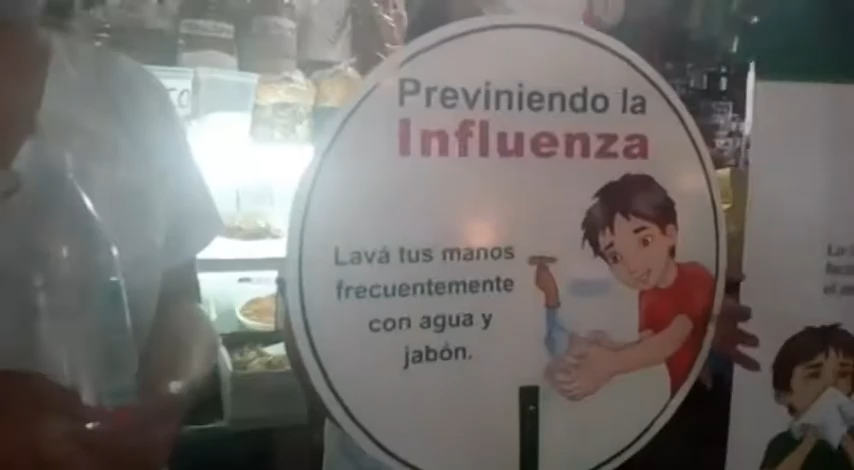 Previniendo la
Influenza
Lavá tus manos
frecuentemente
con agua y
jabón.